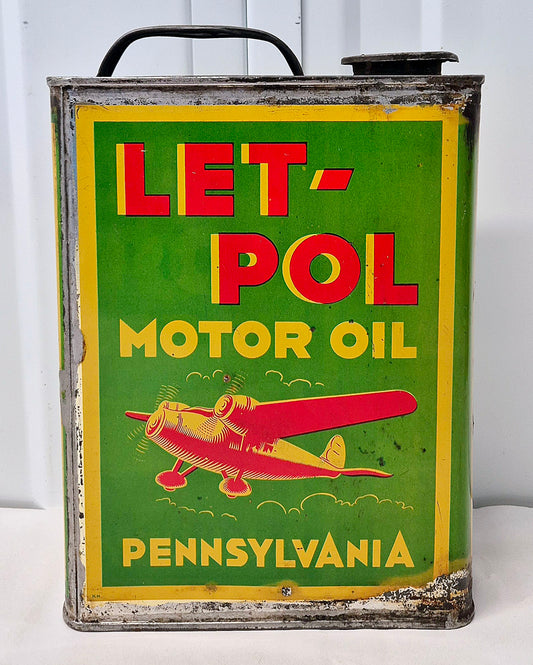 LET-
POL
MOTOR OIL
PENNSYLVANIA